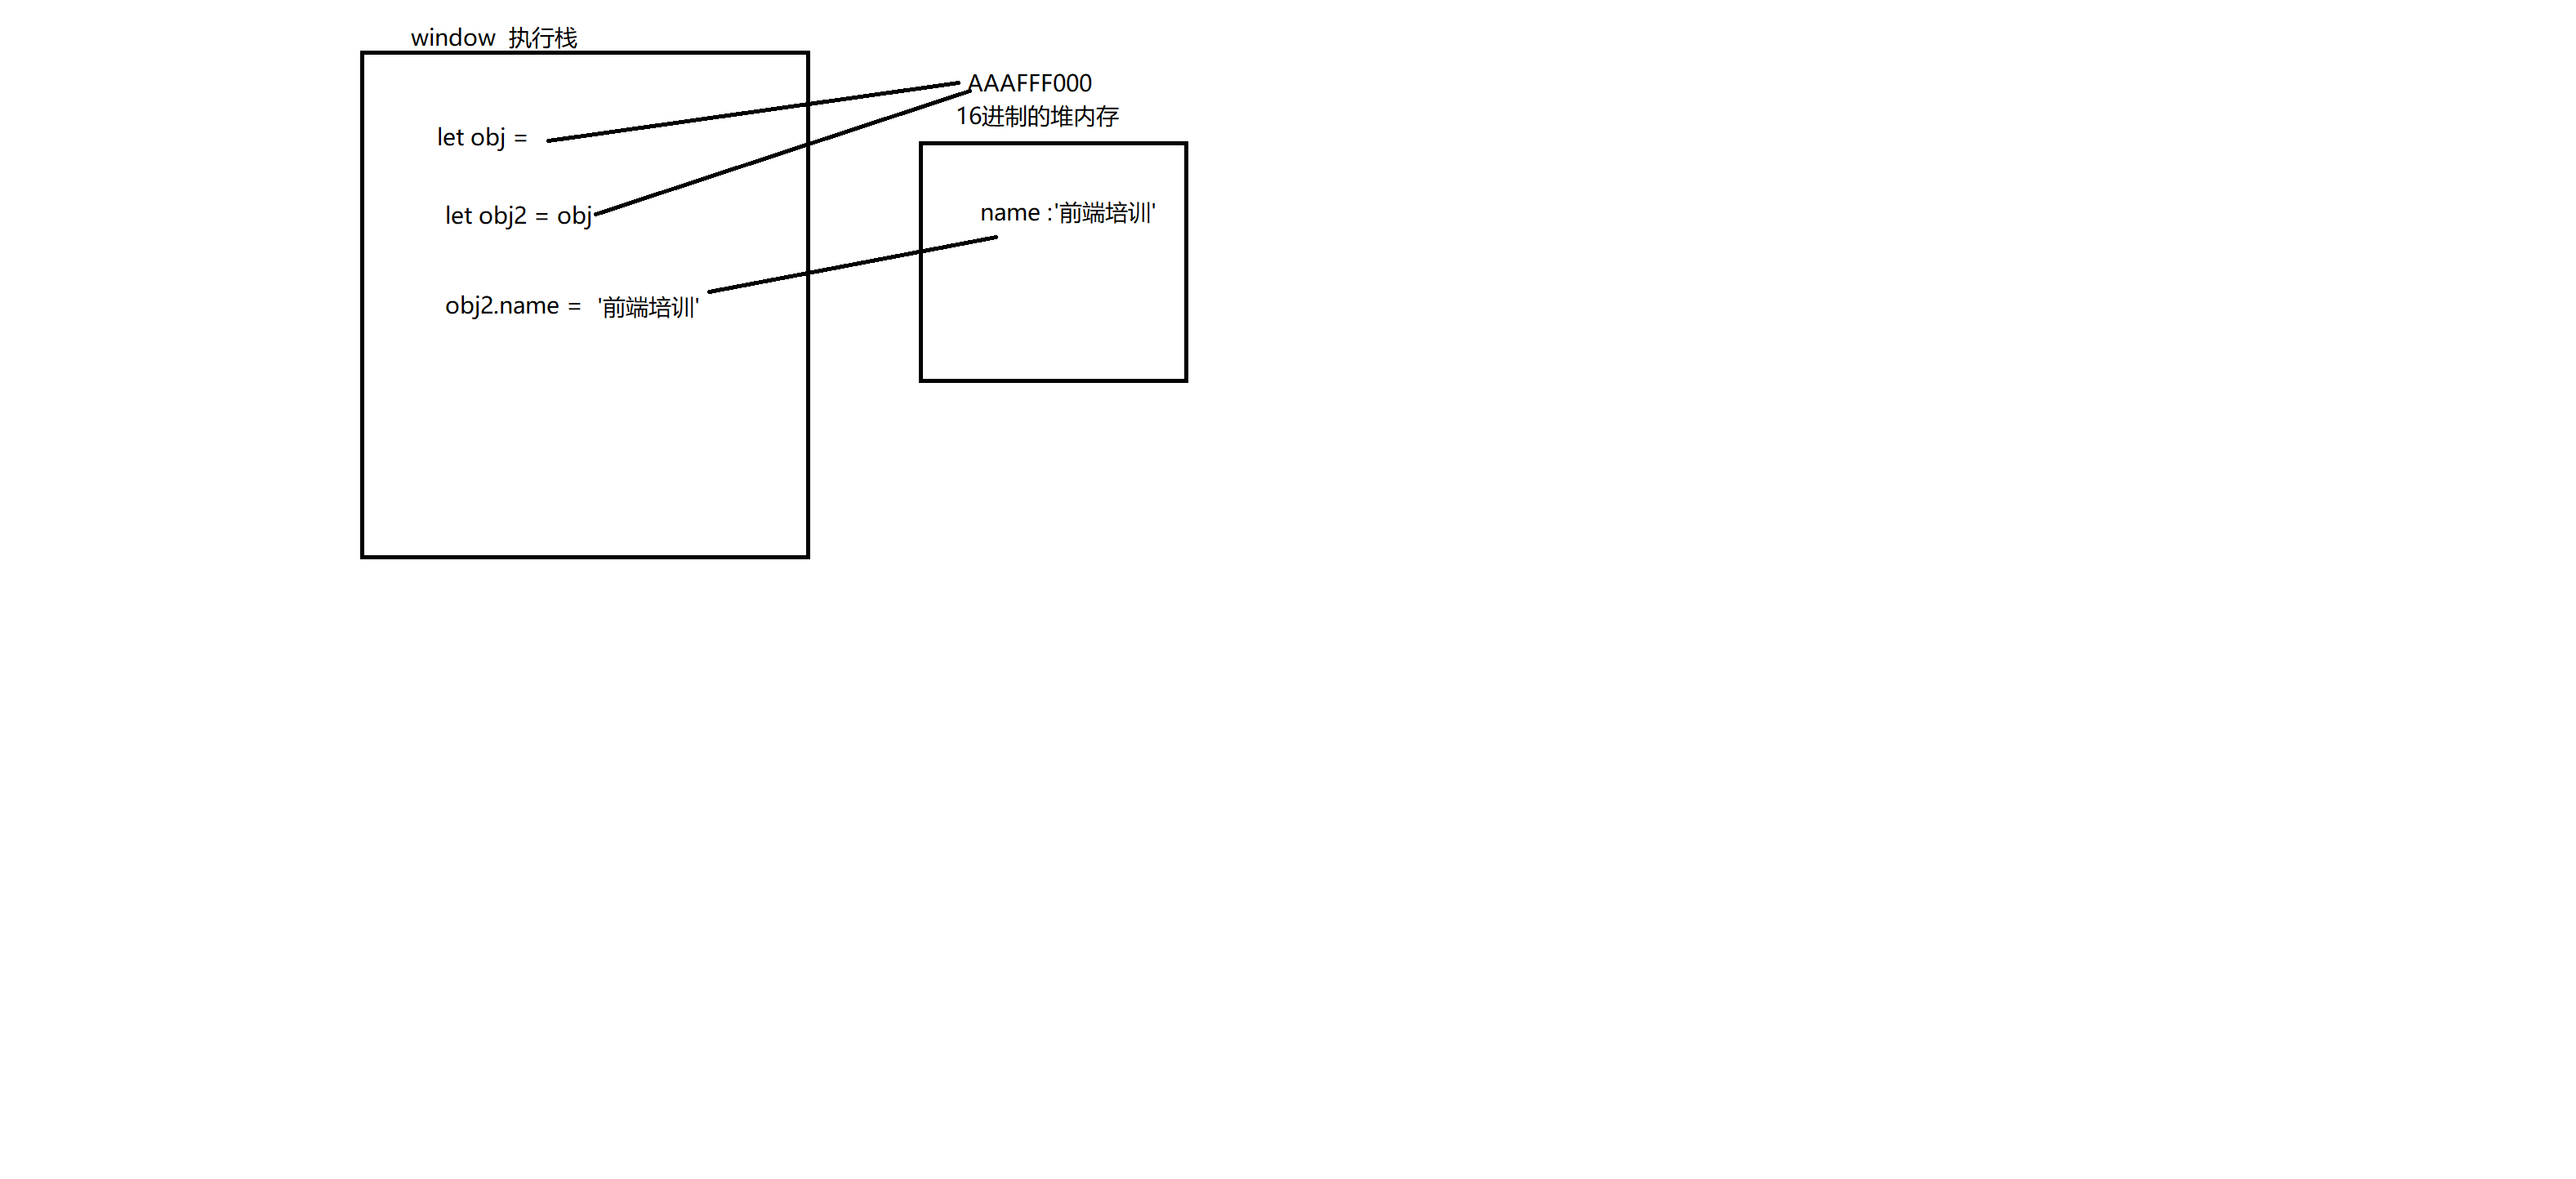 window 执行栈
AAAFFF000
16进制的堆内存
let obj =
let obj2 = obj
name :'前端培训'
obj2.name = '前端培训'